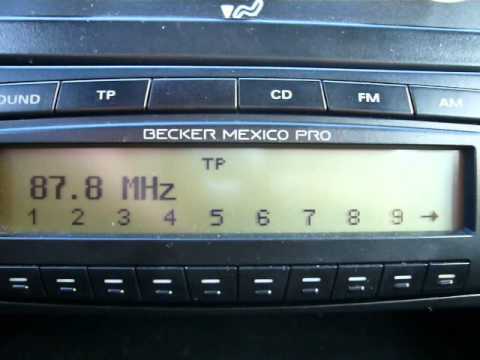 OUND TP CD FM AM
BECKER MEXICO PRO
TP
87.8 MHz
1 2 3 4 5 6 7 8 9 →